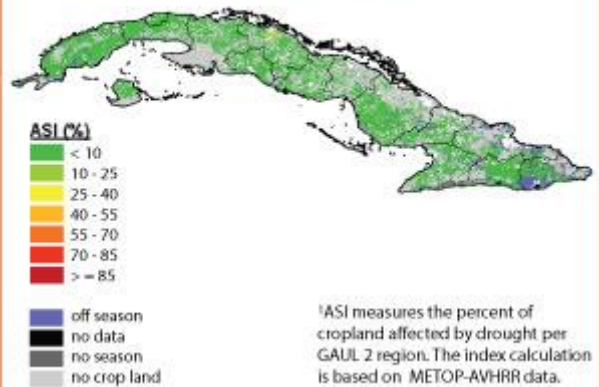 ASI (%)
< 10
10 - 25
25 - 40
40 - 55
55 - 70
70 - 85
> = 85
off season
no data
no season
no crop land
¹ASI measures the percent of
cropland affected by drought per
GAUL 2 region. The index calculation
is based on METOP-AVHRR data.